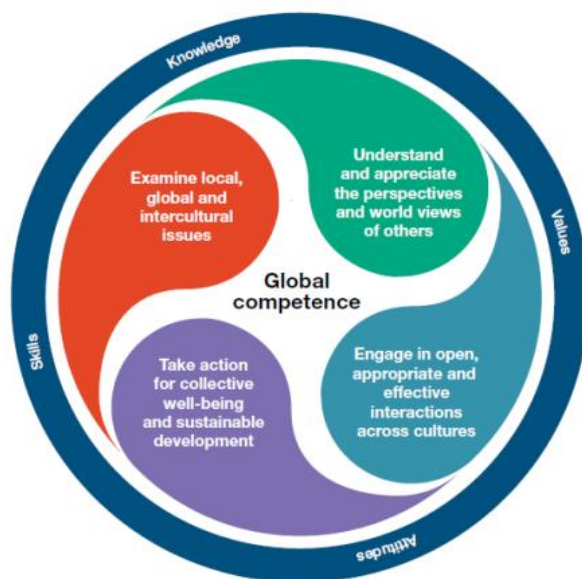 Knowledge
Examine local,
global and
intercultural
issues
Understand
and appreciate
the perspectives
and world views
of others
Values
Global
competence
Skills
Take action
for collective
well-being
and sustainable
development
Engage in open,
appropriate and
effective
interactions
across cultures
Attitudes